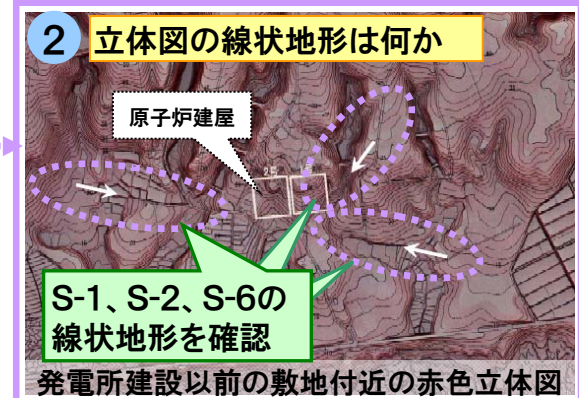 2 立体図の線状地形は何か
原子炉建屋
S-1、S-2、S-6の
線状地形を確認
発電所建設以前の敷地付近の赤色立体図